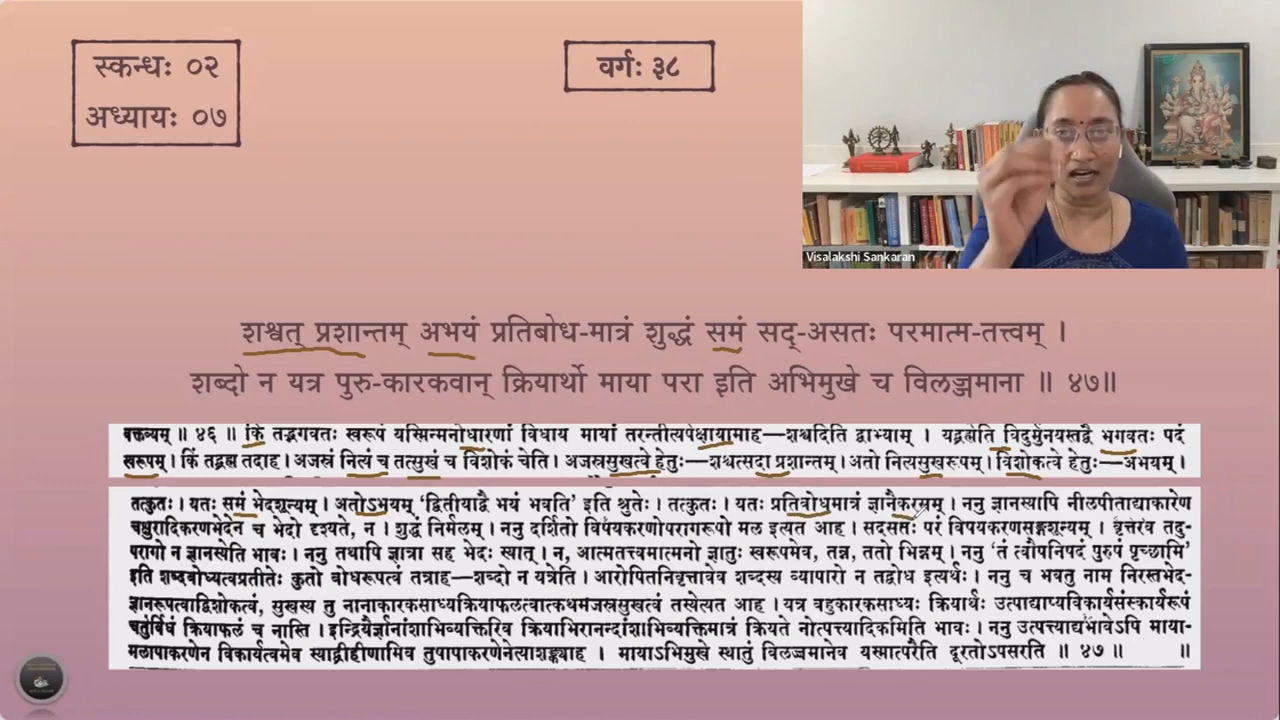 स्कन्धः ०२
अध्यायः ०७
वर्गः ३८
Visalakshi Sankaran
शश्वत् प्रशान्तम् अभयं प्रतिबोध-मात्रं शुद्धं समं सद्-असतः परमात्म-तत्त्वम् ।
शब्दो न यत्र पुरु-कारकवान् क्रियार्थो माया परा इति अभिमुखे च विलज्जमाना ॥ ४७॥
वक्तव्यम् ॥ ४६ ॥ किं तद्भगवतः स्वरूपं यस्मिन्मनोधारणां विधाय मायां तरन्तीत्यपेक्षायामाह—शश्वदिति द्वाभ्याम् । यद्ब्रह्मेति विदुर्मुनयस्तद्वै भगवतः पदं
स्वरूपम् । किं तद्ब्रह्म तदाह । अजस्रं नित्यं च तत्सुखं च विशोकं चेति । अजस्रसुखत्वे हेतुः—शश्वत्सदा प्रशान्तम् । अतो नित्यसुखरूपम् । विशोकत्वे हेतुः—अभयम् ।
तत्कुतः । यतः समं भेदशून्यम् । अतोऽभयम् ‘द्वितीयाद्वै भयं भवति’ इति श्रुतेः । तत्कुतः । यतः प्रतिबोधमात्रं ज्ञानैकरसम् । ननु ज्ञानस्यापि नीलपीताद्याकारेण
चक्षुरादिकरणभेदेन च भेदो दृश्यते, न । शुद्धं निर्मलम् । ननु दर्शितो विषयकरणोपरागरूपो मल इत्यत आह । सदसतः परं विषयकरणसङ्गशून्यम् । वृत्तेरेव तदु-
परागो न ज्ञानस्येति भावः । ननु तथापि ज्ञात्रा सह भेदः स्यात् । न, आत्मतत्त्वमात्मनो ज्ञातुः स्वरूपमेव, तन्न, ततो भिन्नम् । ननु ‘तं त्वौपनिषदं पुरुषं पृच्छामि’
इति शब्दबोध्यत्वप्रतीतेः कुतो बोधरूपत्वं तत्राह—शब्दो न यत्रेति । आरोपितनिवृत्तावेव शब्दस्य व्यापारो न तद्बोध इत्यर्थः । ननु च भवतु नाम निरस्तभेद-
ज्ञानरूपत्वाद्विशोकत्वं, सुखस्य तु नानाकारकसाध्यक्रियाफलत्वात्कथमजस्रसुखत्वं तस्येत्यत आह । यत्र बहुकारकसाध्यः क्रियार्थः उत्पाद्याप्यविकार्यसंस्कार्यरूपं
चतुर्विधं क्रियाफलं च नास्ति । इन्द्रियैर्ज्ञानांशाभिव्यक्तिरिव क्रियाभिरानन्दांशाभिव्यक्तिमात्रं क्रियते नोत्पत्त्यादिकमिति भावः । ननु उत्पत्त्याद्यभावेऽपि माया-
मलापाकरणेन विकार्यत्वमेव स्याद्व्रीहीणामिव तुषापाकरणेनेत्याशङ्क्याह । मायाऽभिमुखे स्थातुं विलज्जमानेव यस्मात्परैति दूरतोऽपसरति ॥ ४७ ॥ ॥